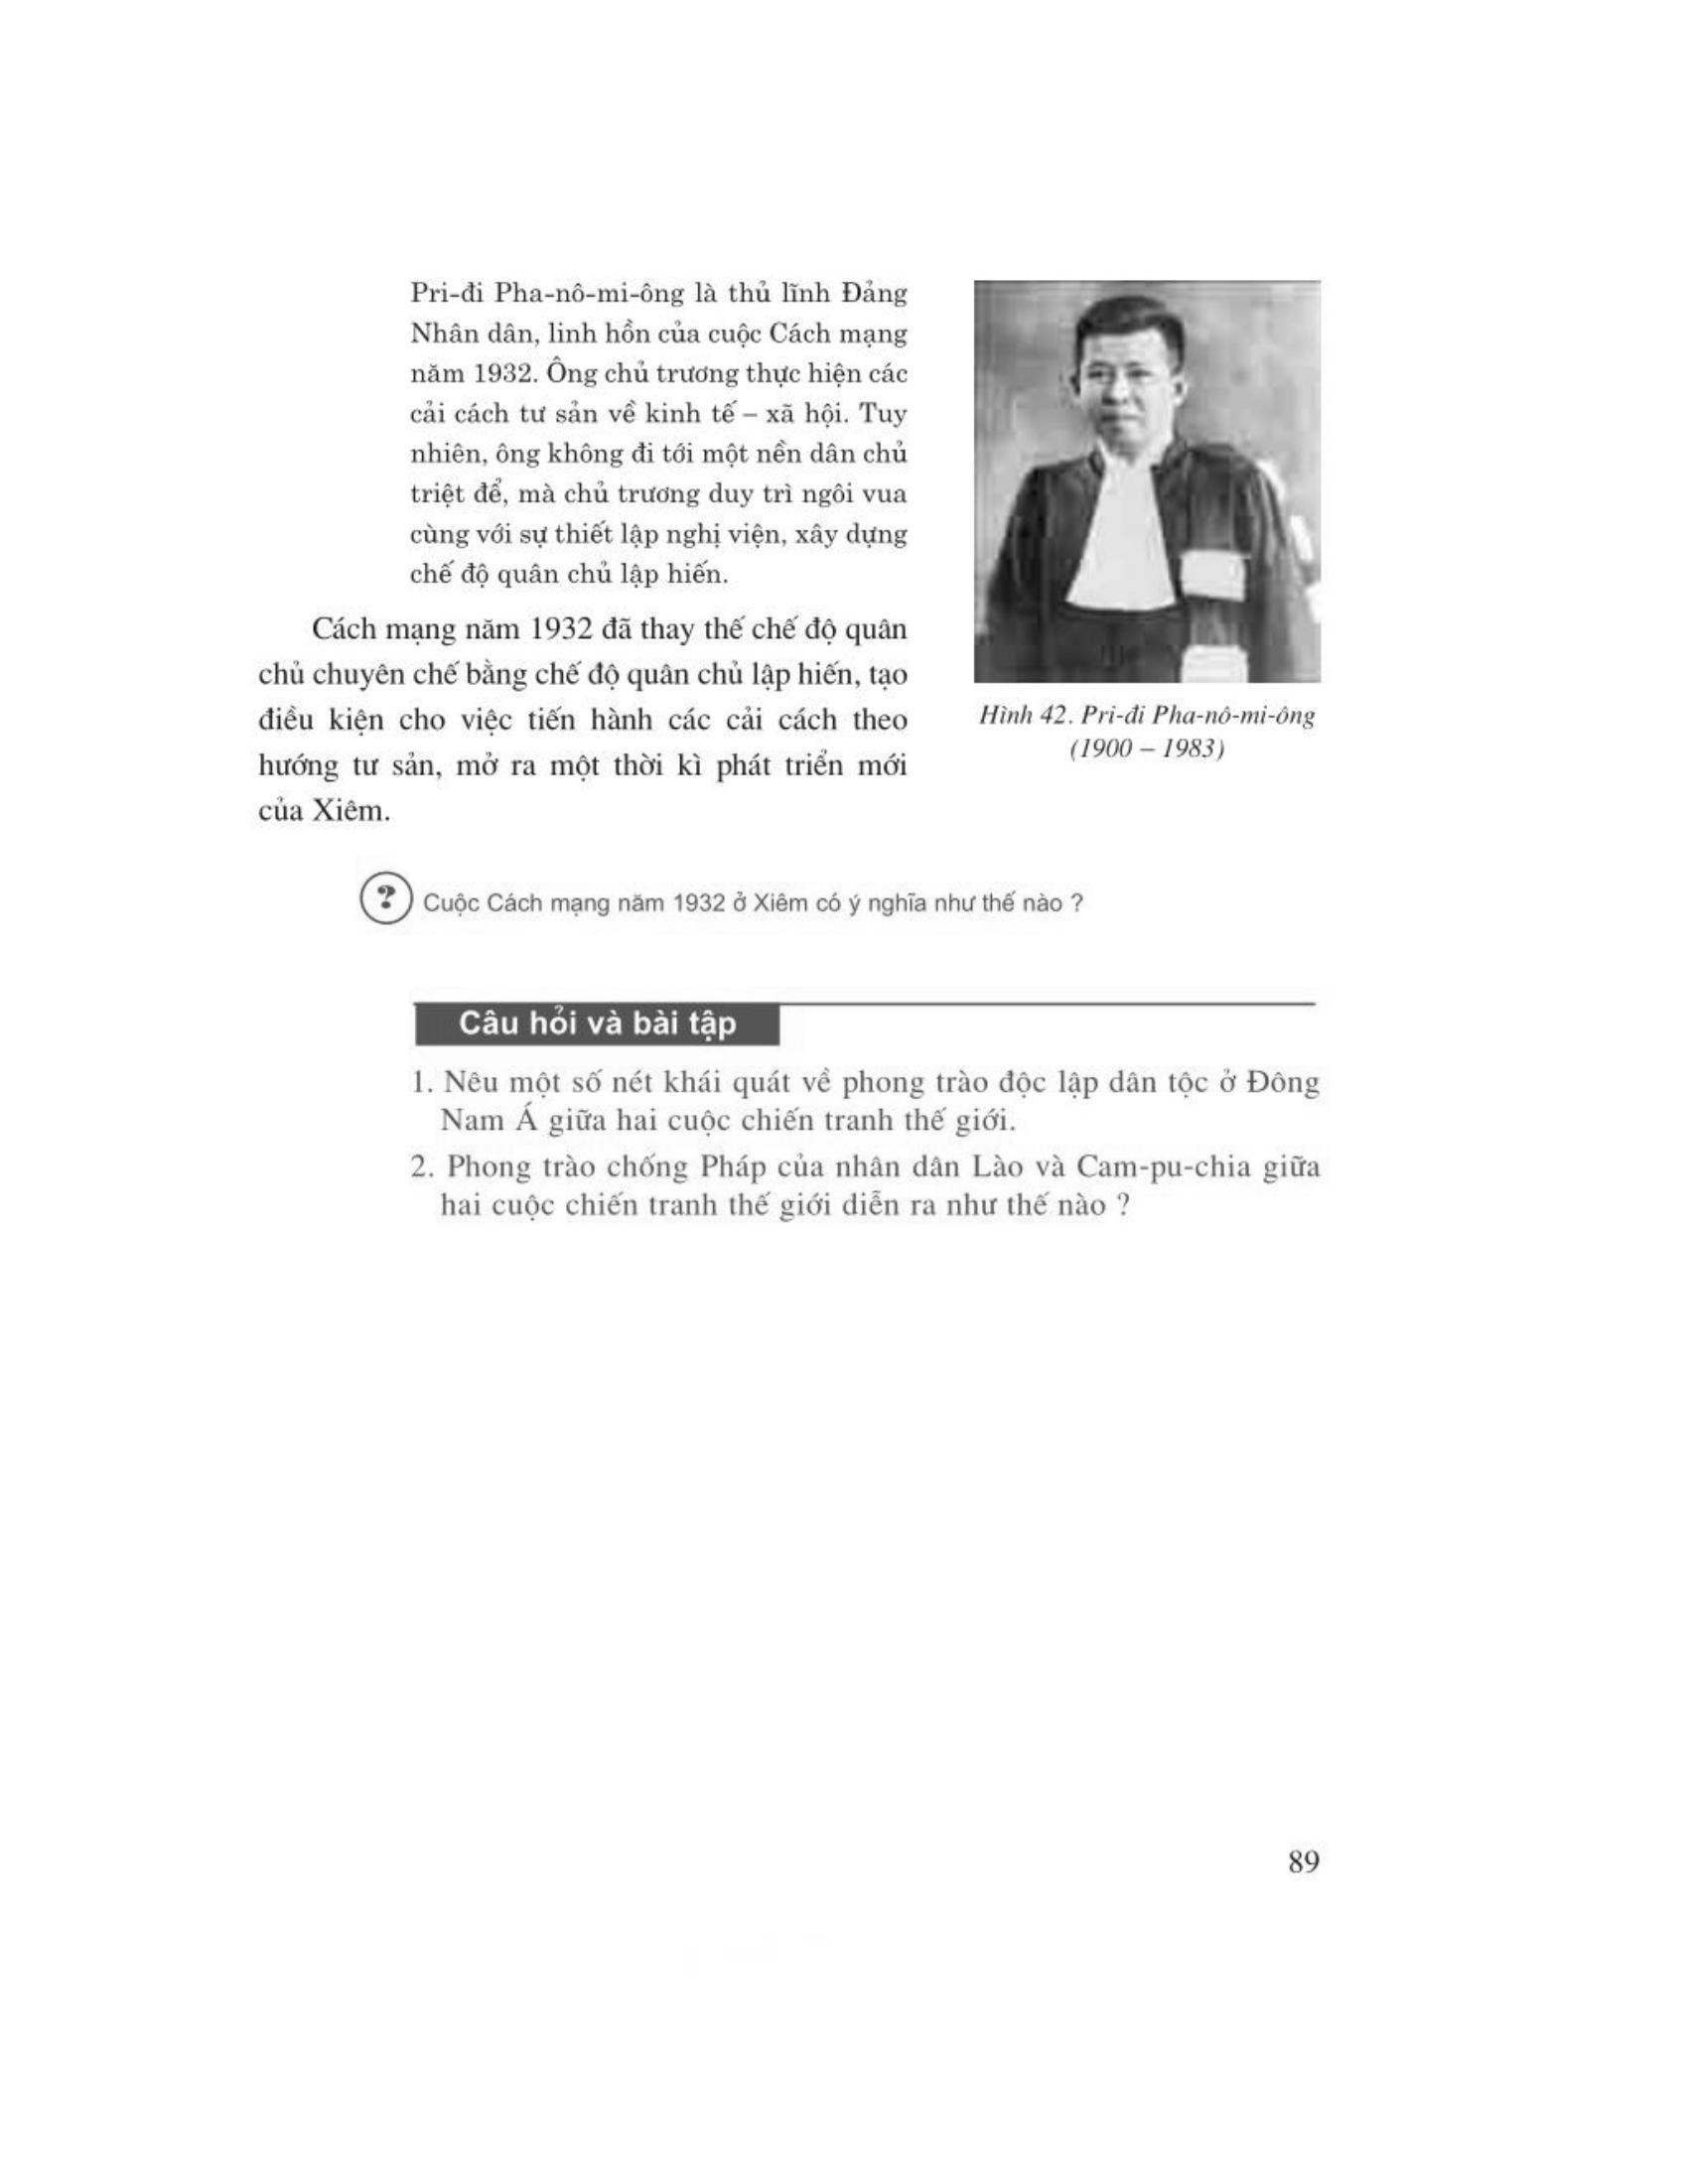 Pri-đi Pha-nô-mi-ông là thủ lĩnh Đảng
Nhân dân, linh hồn của cuộc Cách mạng
năm 1932. Ông chủ trương thực hiện các
cải cách tư sản về kinh tế – xã hội. Tuy
nhiên, ông không đi tới một nền dân chủ
triệt để, mà chủ trương duy trì ngôi vua
cùng với sự thiết lập nghị viện, xây dựng
chế độ quân chủ lập hiến.
Cách mạng năm 1932 đã thay thế chế độ quân
chủ chuyên chế bằng chế độ quân chủ lập hiến, tạo
điều kiện cho việc tiến hành các cải cách theo
hướng tư sản, mở ra một thời kì phát triển mới
của Xiêm.
Hình 42. Pri-đi Pha-nô-mi-ông
(1900 – 1983)
? Cuộc Cách mạng năm 1932 ở Xiêm có ý nghĩa như thế nào ?
Câu hỏi và bài tập
1. Nêu một số nét khái quát về phong trào độc lập dân tộc ở Đông
Nam Á giữa hai cuộc chiến tranh thế giới.
2. Phong trào chống Pháp của nhân dân Lào và Cam-pu-chia giữa
hai cuộc chiến tranh thế giới diễn ra như thế nào ?
89